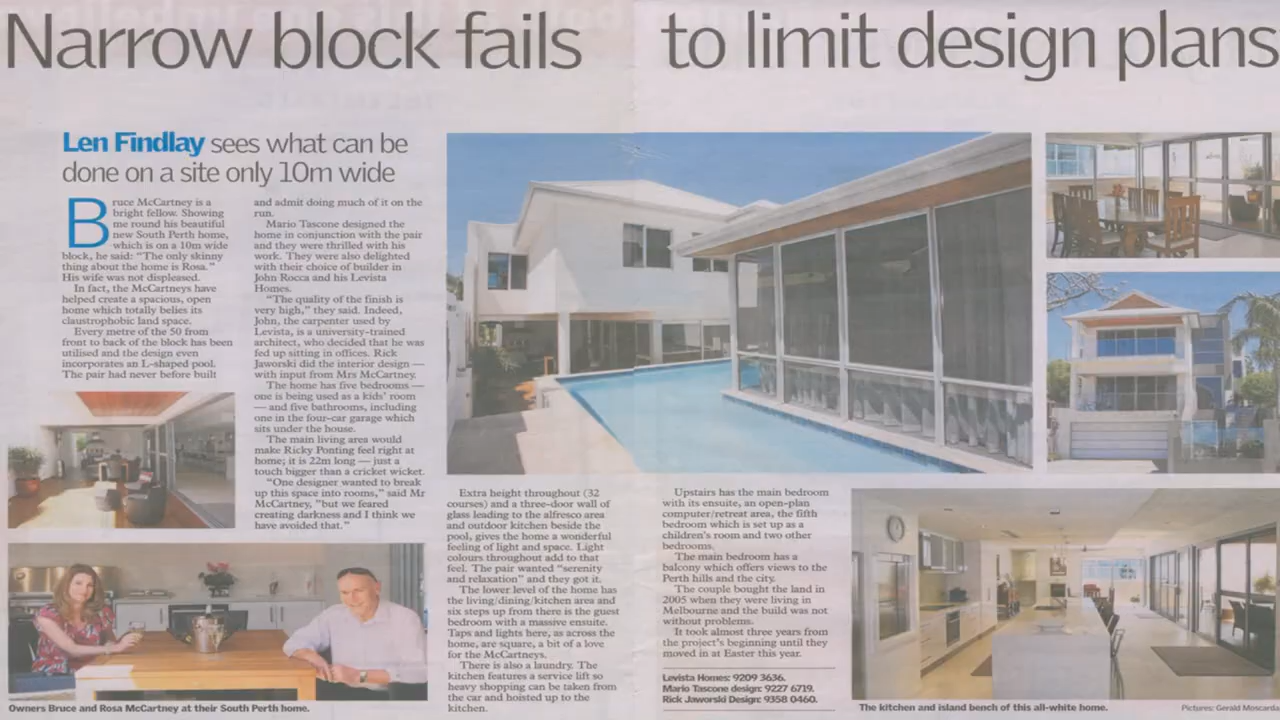 Narrow block fails to limit design plans
Len Findlay sees what can be
done on a site only 10m wide
Bruce McCartney is a
bright fellow. Showing
me round his beautiful
new South Perth home,
which is on a 10m wide
block, he said: “The only skinny
thing about the home is Rosa.”
His wife was not displeased.
In fact, the McCartneys have
helped create a spacious, open
home which totally belies its
claustrophobic land space.
Every metre of the 50 from
front to back of the block has been
utilised and the design even
incorporates an L-shaped pool.
The pair had never before built
and admit doing much of it on the
run.
Mario Tascone designed the
home in conjunction with the pair
and they were thrilled with his
work. They were also delighted
with their choice of builder in
John Rocca and his Levista
Homes.
“The quality of the finish is
very high,” they said. Indeed,
John, the carpenter used by
Levista, is a university-trained
architect, who decided that he was
fed up sitting in offices. Rick
Jaworski did the interior design —
with input from Mrs McCartney.
The home has five bedrooms —
one is being used as a kids’ room
— and five bathrooms, including
one in the four-car garage which
sits under the house.
The main living area would
make Ricky Ponting feel right at
home; it is 22m long — just a
touch bigger than a cricket wicket.
“One designer wanted to break
up this space into rooms,” said Mr
McCartney, “but we feared
creating darkness and I think we
have avoided that.”
Extra height throughout (32
courses) and a three-door wall of
glass leading to the alfresco area
and outdoor kitchen beside the
pool, gives the home a wonderful
feeling of light and space. Light
colours throughout add to that
feel. The pair wanted “serenity
and relaxation” and they got it.
The lower level of the home has
the living/dining/kitchen area and
six steps up from there is the guest
bedroom with a massive ensuite.
Taps and lights here, as across the
home, are square, a bit of a love
for the McCartneys.
There is also a laundry. The
kitchen features a service lift so
heavy shopping can be taken from
the car and hoisted up to the
kitchen.
Upstairs has the main bedroom
with its ensuite, an open-plan
computer/retreat area, the fifth
bedroom which is set up as a
children’s room and two other
bedrooms.
The main bedroom has a
balcony which offers views to the
Perth hills and the city.
The couple bought the land in
2005 when they were living in
Melbourne and the build was not
without problems.
It took almost three years from
the project’s beginning until they
moved in at Easter this year.
Levista Homes: 9209 3636.
Mario Tascone design: 9227 6719.
Rick Jaworski Design: 9358 0460.
Owners Bruce and Rosa McCartney at their South Perth home.
The kitchen and island bench of this all-white home.
Pictures: Gerald Moscarda